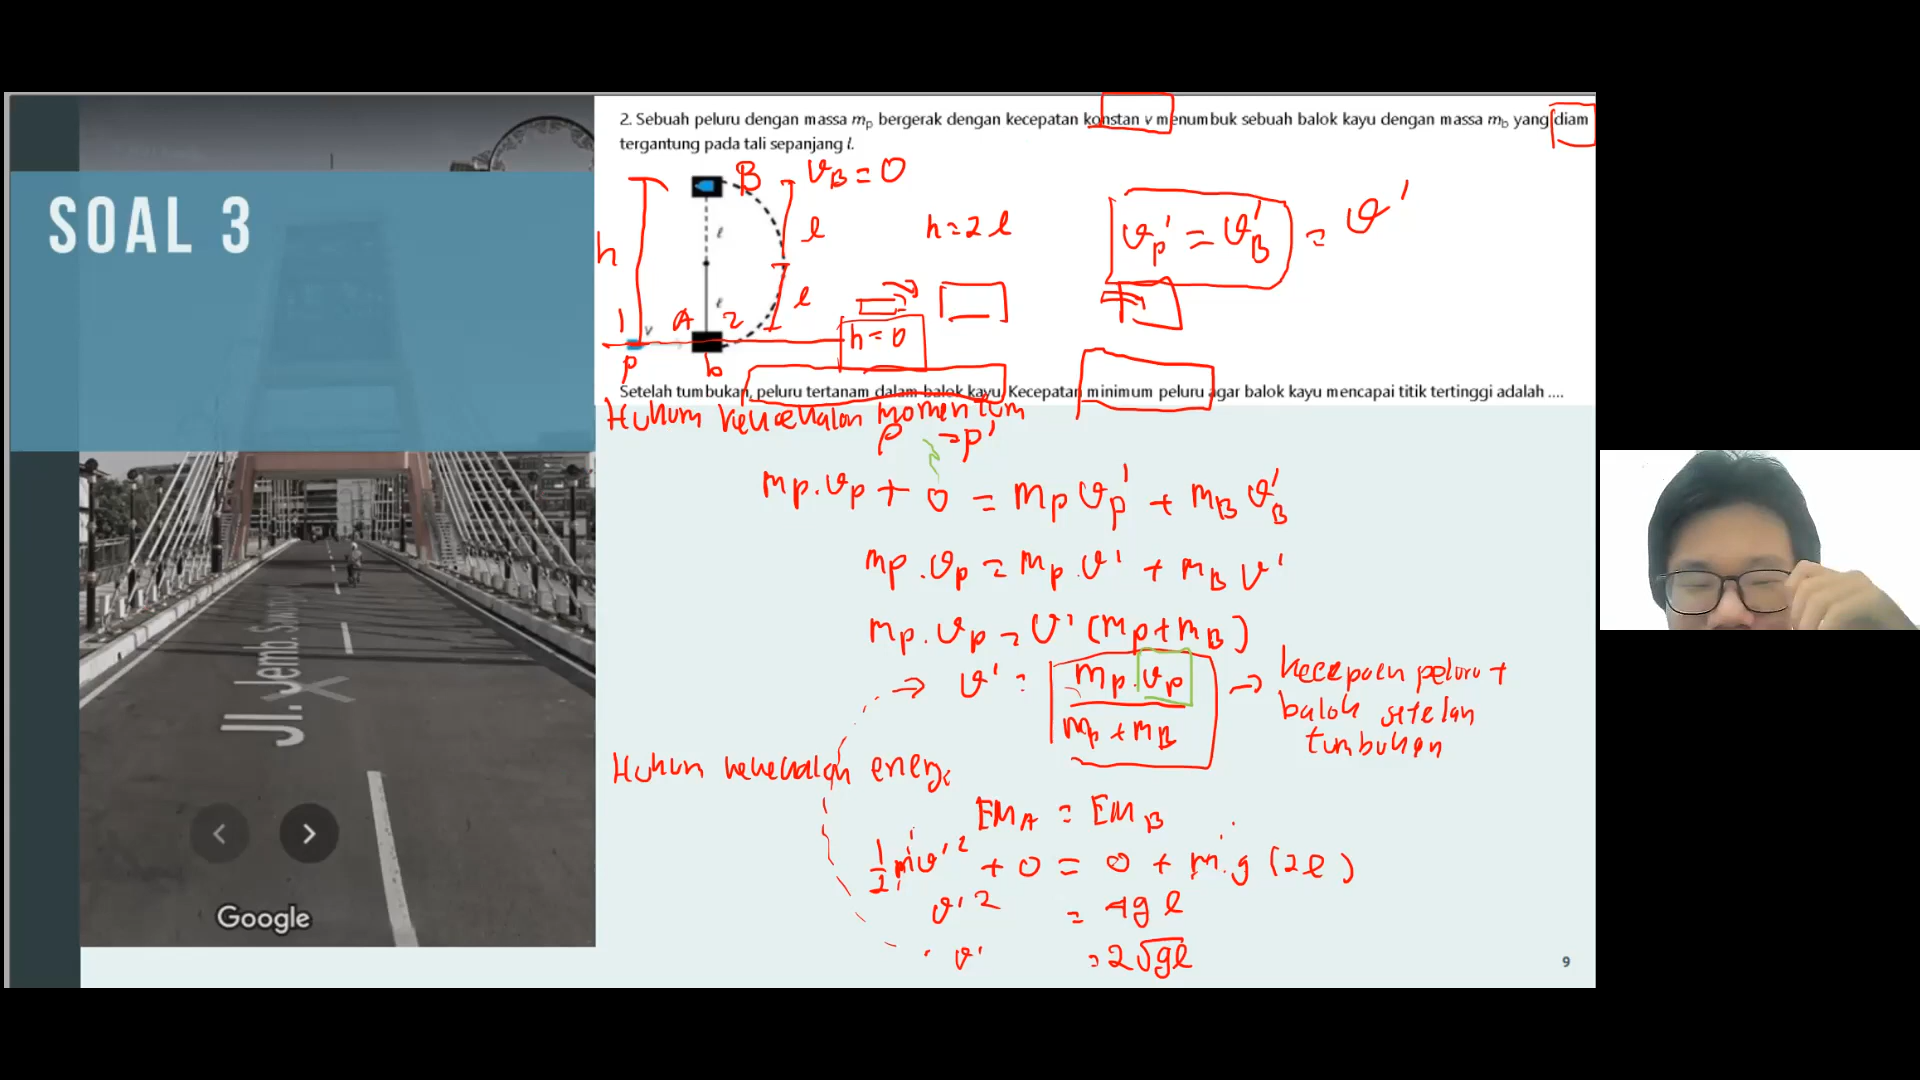 SOAL 3
2. Sebuah peluru dengan massa mp bergerak dengan kecepatan konstan v menumbuk sebuah balok kayu dengan massa mb yang diam
tergantung pada tali sepanjang l.
B
vB = 0
h
l
l
l
l
h = 2l
vp' = vB' = v'
1
v
A
2
h = 0
p
b
Setelah tumbukan, peluru tertanam dalam balok kayu. Kecepatan minimum peluru agar balok kayu mencapai titik tertinggi adalah ....
Hukum kekekalan momentum
p = p'
mp.vp + 0 = mp vp' + mB vB'
mp.vp = mp.v' + mB v'
mp.vp = v' (mp+mB)
→ v' = mp.vp / mp + mB → kecepaen peluru +
balok setelah
tumbukan
Hukum kekekalan energi
EMA = EMB
1/2 m v'2 + 0 = 0 + m.g (2l)
v'2 = 4gl
v' = 2√gl
Jl. Jemb.
Google
9